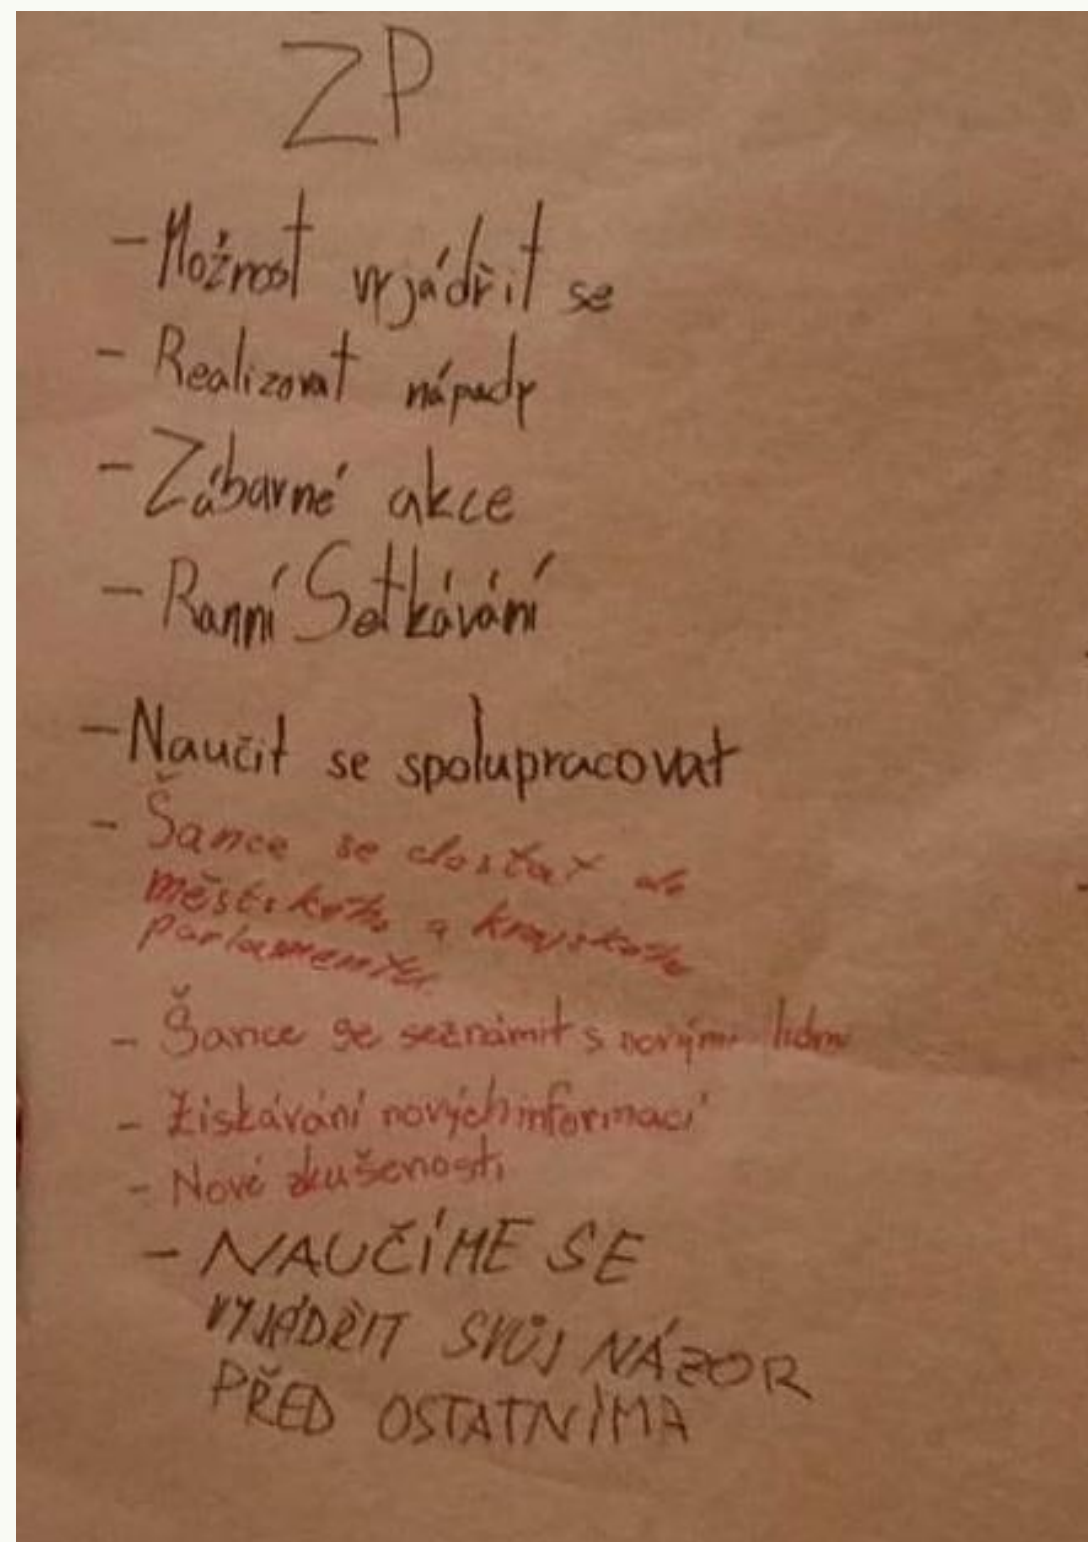 ZP
- Možnost vyjádřit se
- Realizovat nápady
- Zábavné akce
- Ranní Setkávání
- Naučit se spolupracovat
- Šance se dostat do
městského a krajského
parlamentu.
- Šance se seznámit s novými lidmi
- Získávání nových informací
- Nové zkušenosti
- NAUČÍME SE
VYJÁDŘIT SVŮJ NÁZOR
PŘED OSTATNÍMA